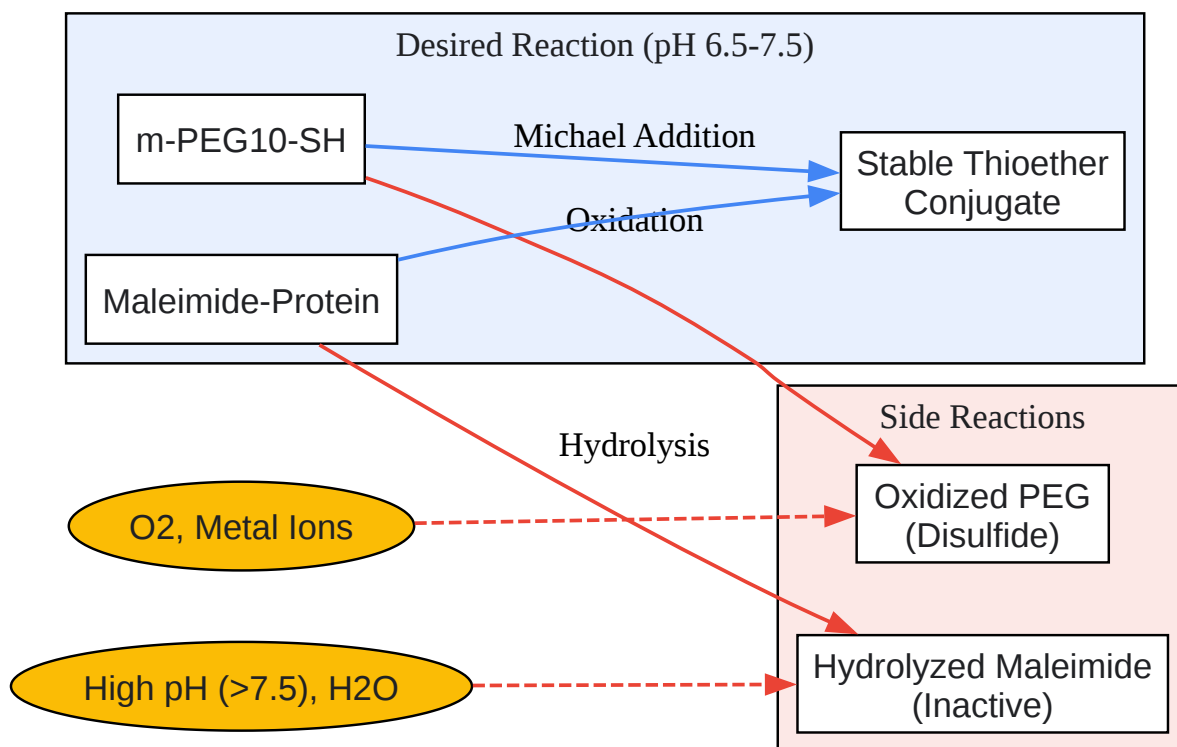 Desired Reaction (pH 6.5-7.5)
m-PEG10-SH
Michael Addition
Stable Thioether
Conjugate
Oxidation
Maleimide-Protein
Side Reactions
Hydrolysis
Oxidized PEG
(Disulfide)
O2, Metal Ions
Hydrolyzed Maleimide
(Inactive)
High pH (>7.5), H2O